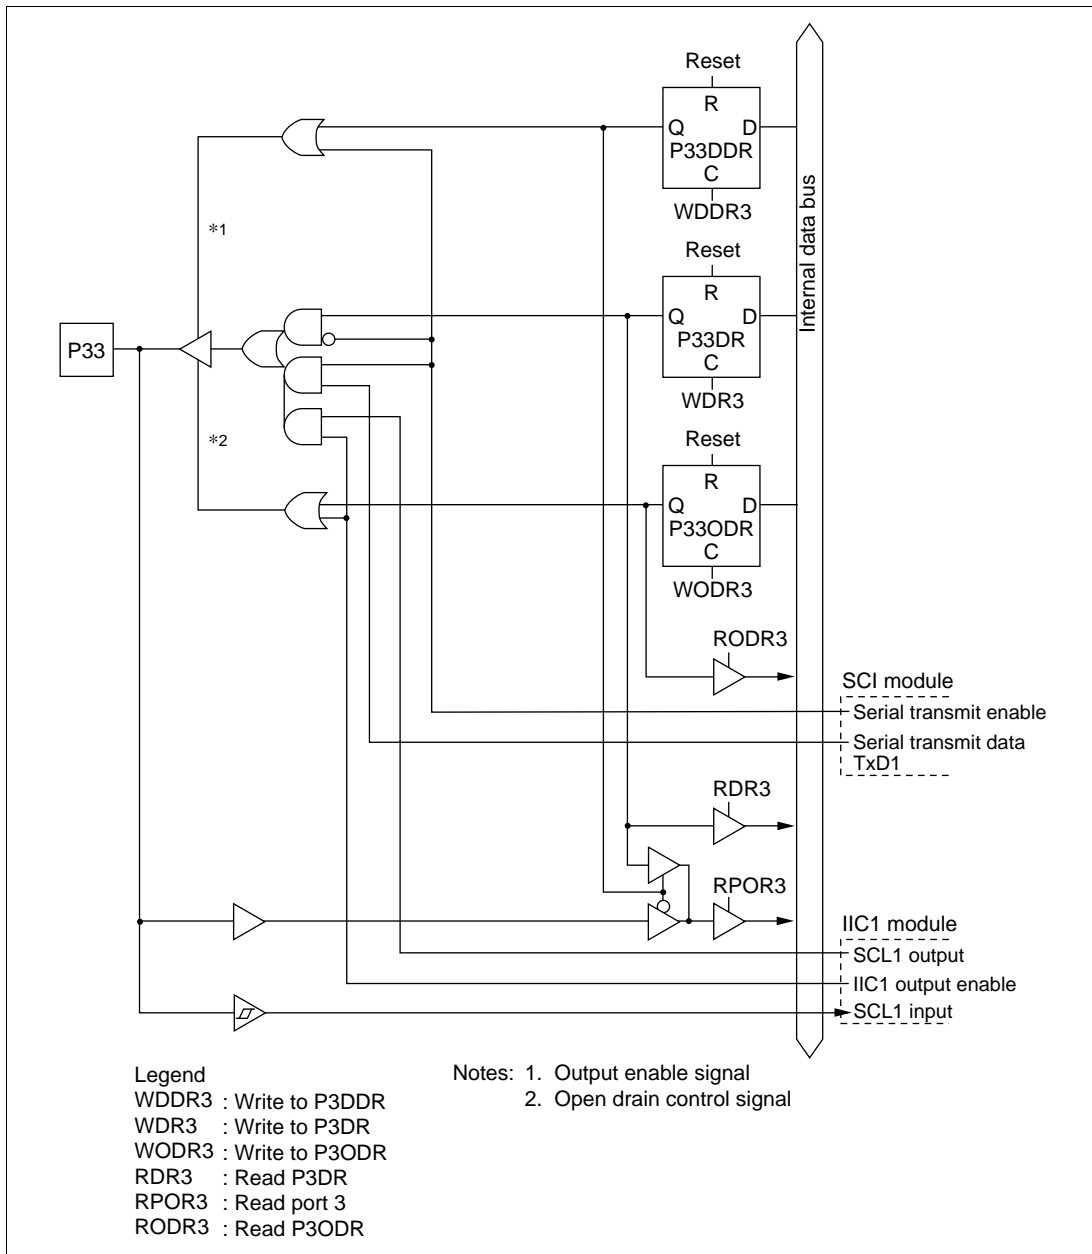 Reset
R
Q D
P33DDR
C
WDDR3
Internal data bus
*1
Reset
R
Q D
P33DR
C
WDR3
P33
*2
Reset
R
Q D
P33ODR
C
WODR3
RODR3
SCI module
Serial transmit enable
Serial transmit data
TxD1
RDR3
RPOR3
IIC1 module
SCL1 output
IIC1 output enable
SCL1 input
Legend
WDDR3 : Write to P3DDR
WDR3 : Write to P3DR
WODR3 : Write to P3ODR
RDR3 : Read P3DR
RPOR3 : Read port 3
RODR3 : Read P3ODR
Notes: 1. Output enable signal
2. Open drain control signal